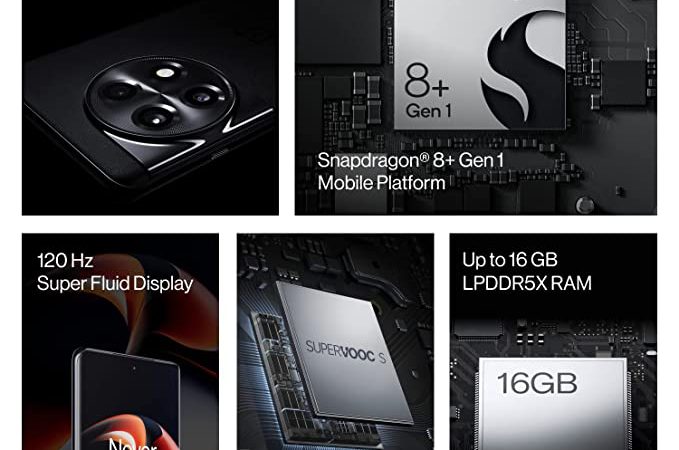 8+
Gen 1
Snapdragon® 8+ Gen 1
Mobile Platform
120 Hz
Super Fluid Display
Never
SUPERVOOC S
Up to 16 GB
LPDDR5X RAM
16GB